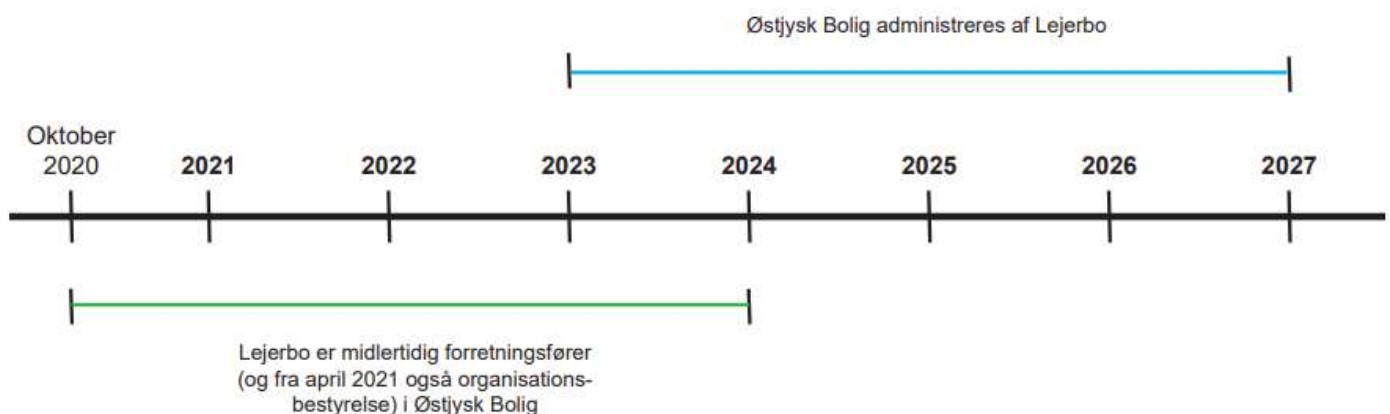 Østjysk Bolig administreres af Lejerbo
Oktober
2020 2021 2022 2023 2024 2025 2026 2027
Lejerbo er midlertidig forretningsfører
(og fra april 2021 også organisations-
bestyrelse) i Østjysk Bolig